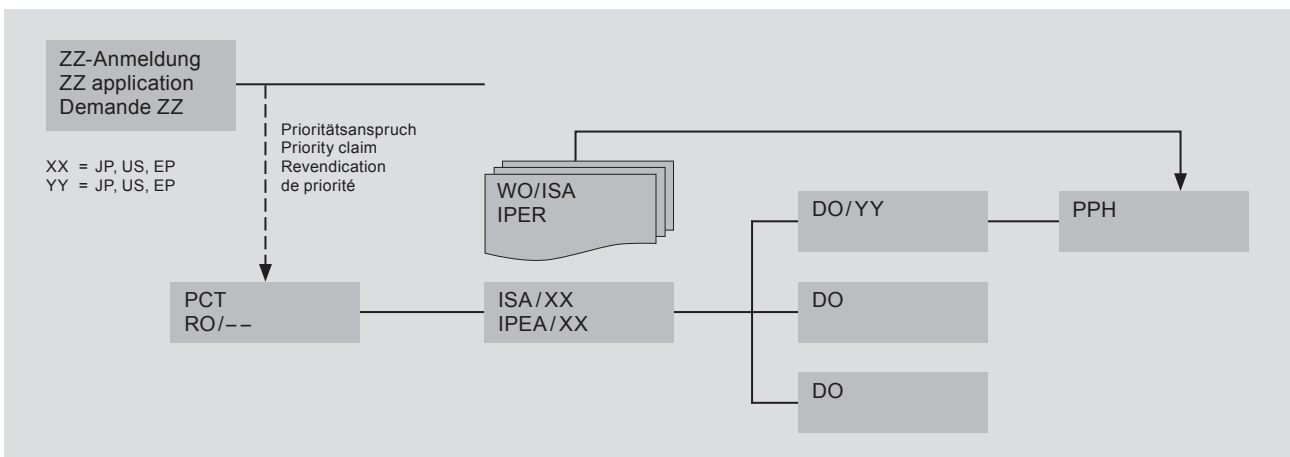 ZZ-Anmeldung
ZZ application
Demande ZZ
XX = JP, US, EP
YY = JP, US, EP
Prioritätsanspruch
Priority claim
Revendication
de priorité
WO/ISA
IPER
DO/YY
PPH
PCT
RO/––
ISA/XX
IPEA/XX
DO
DO